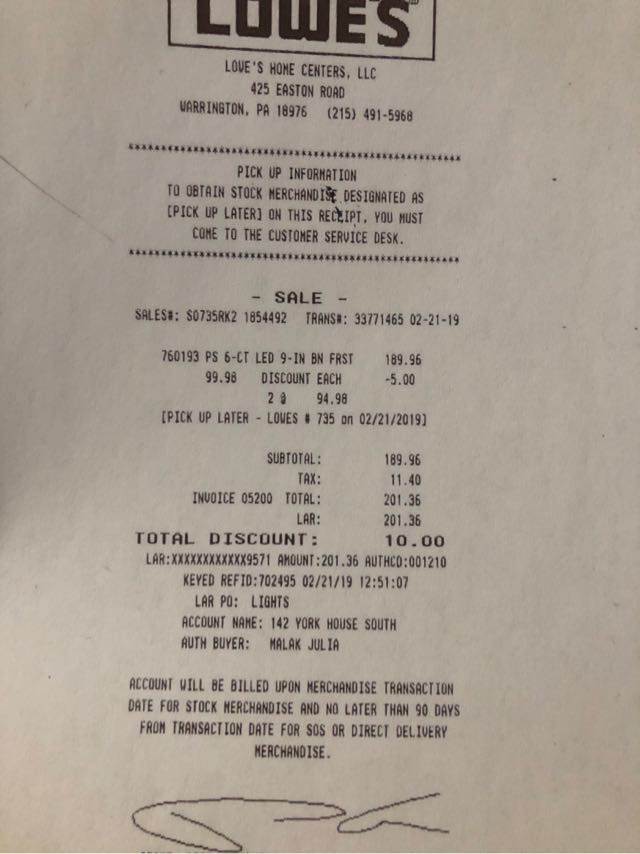 LOWE'S
LOWE'S HOME CENTERS, LLC
425 EASTON ROAD
WARRINGTON, PA 18976 (215) 491-5968
PICK UP INFORMATION
TO OBTAIN STOCK MERCHANDISE DESIGNATED AS
[PICK UP LATER] ON THIS RECEIPT, YOU MUST
COME TO THE CUSTOMER SERVICE DESK.
- SALE -
SALES#: S0735RK2 1854492 TRANS#: 33771465 02-21-19
760193 PS 6-CT LED 9-IN BN FRST 189.96
99.98 DISCOUNT EACH -5.00
2 @ 94.98
[PICK UP LATER - LOWES # 735 on 02/21/2019]
SUBTOTAL: 189.96
TAX: 11.40
INVOICE 05200 TOTAL: 201.36
LAR: 201.36
TOTAL DISCOUNT: 10.00
LAR:XXXXXXXXXXXX9571 AMOUNT:201.36 AUTHCD:001210
KEYED REFID:702495 02/21/19 12:51:07
LAR PO: LIGHTS
ACCOUNT NAME: 142 YORK HOUSE SOUTH
AUTH BUYER: MALAK JULIA
ACCOUNT WILL BE BILLED UPON MERCHANDISE TRANSACTION
DATE FOR STOCK MERCHANDISE AND NO LATER THAN 90 DAYS
FROM TRANSACTION DATE FOR SOS OR DIRECT DELIVERY
MERCHANDISE.